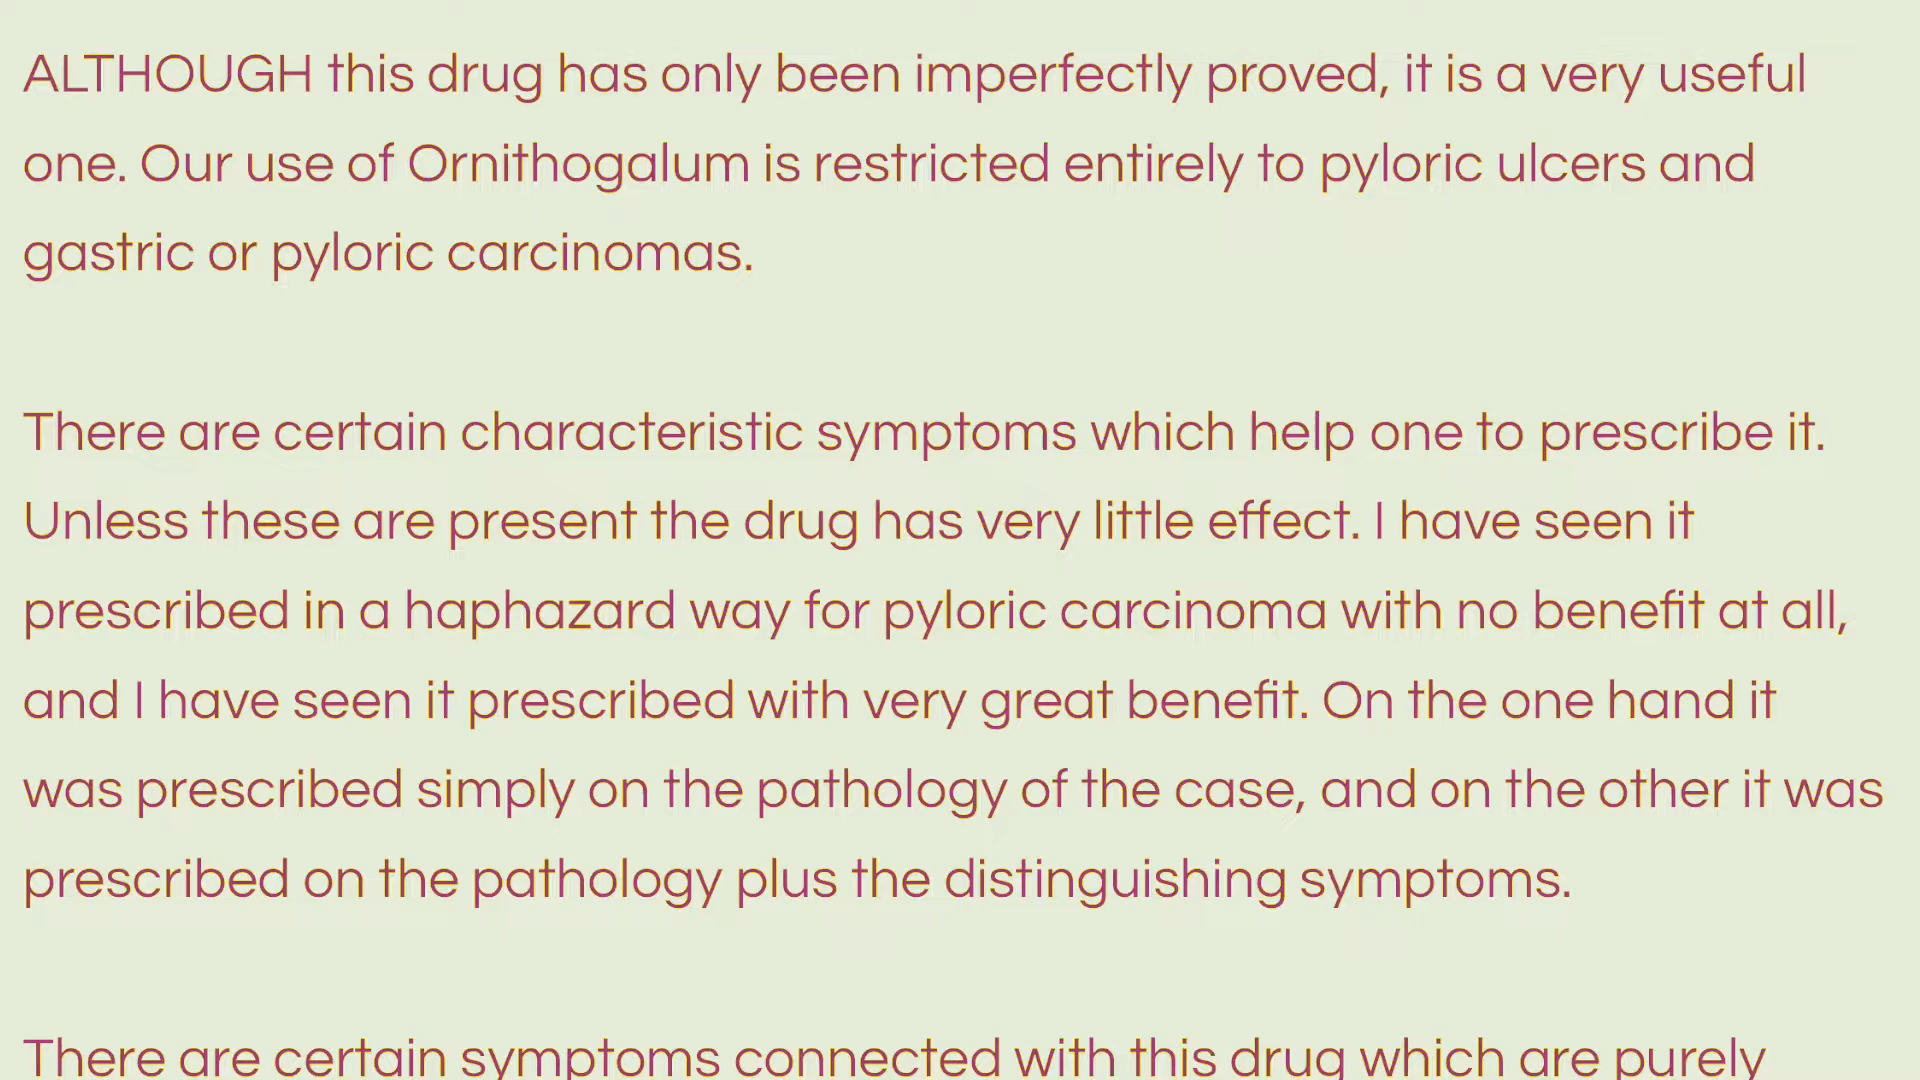 ALTHOUGH this drug has only been imperfectly proved, it is a very useful
one. Our use of Ornithogalum is restricted entirely to pyloric ulcers and
gastric or pyloric carcinomas.
There are certain characteristic symptoms which help one to prescribe it.
Unless these are present the drug has very little effect. I have seen it
prescribed in a haphazard way for pyloric carcinoma with no benefit at all,
and I have seen it prescribed with very great benefit. On the one hand it
was prescribed simply on the pathology of the case, and on the other it was
prescribed on the pathology plus the distinguishing symptoms.
There are certain symptoms connected with this drug which are purely